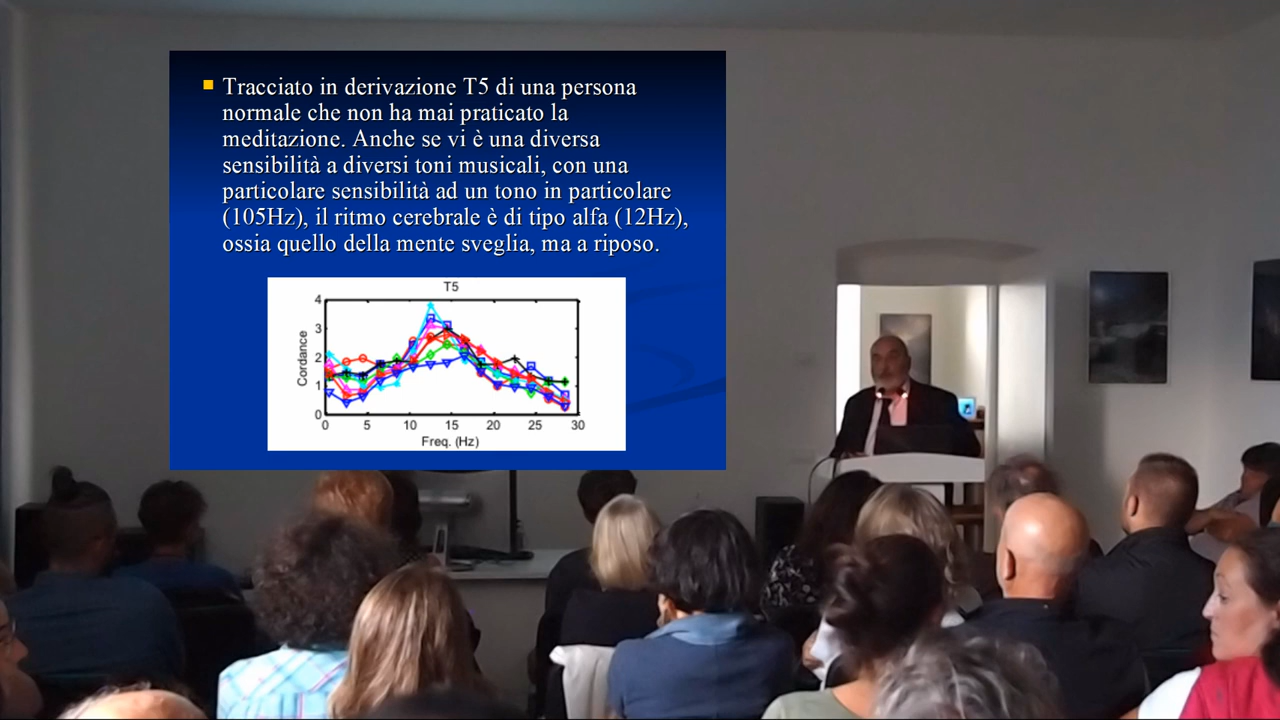 Tracciato in derivazione T5 di una persona
normale che non ha mai praticato la
meditazione. Anche se vi è una diversa
sensibilità a diversi toni musicali, con una
particolare sensibilità ad un tono in particolare
(105Hz), il ritmo cerebrale è di tipo alfa (12Hz),
ossia quello della mente sveglia, ma a riposo.
T5
4
3
2
1
0
Cordance
0 5 10 15 20 25 30
Freq. (Hz)